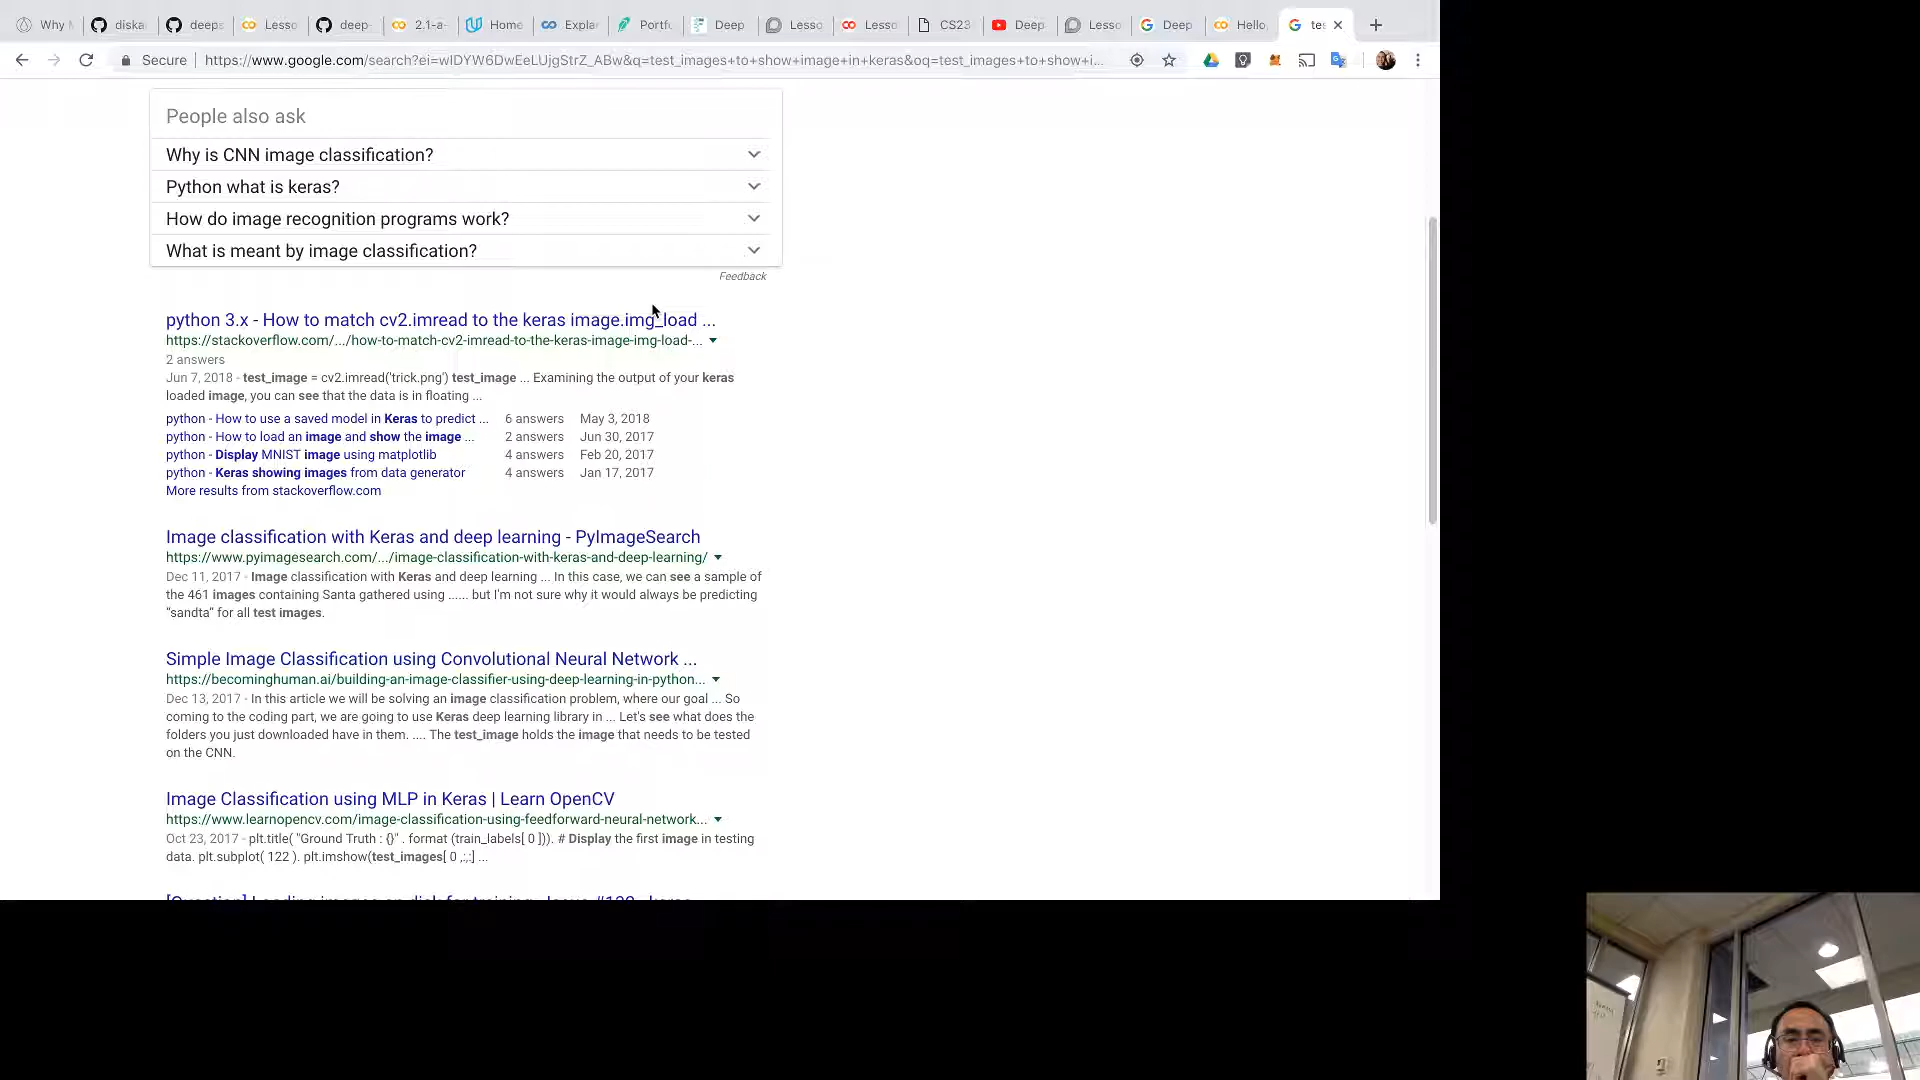 Why
diska
deeps
Lesso
deep-
2.1-a-
Home
Explar
Portfo
Deep
Lesso
Lesso
CS23
Deep
Lesso
Deep
Hello,
tes
Secure https://www.google.com/search?ei=wIDYW6DwEeLUjgStrZ_ABw&q=test_images+to+show+image+in+keras&oq=test_images+to+show+i...
People also ask
Why is CNN image classification?
Python what is keras?
How do image recognition programs work?
What is meant by image classification?
Feedback
python 3.x - How to match cv2.imread to the keras image.img_load ...
https://stackoverflow.com/.../how-to-match-cv2-imread-to-the-keras-image-img-load-...
2 answers
Jun 7, 2018 - test_image = cv2.imread('trick.png') test_image ... Examining the output of your keras
loaded image, you can see that the data is in floating ...
python - How to use a saved model in Keras to predict ... 6 answers May 3, 2018
python - How to load an image and show the image ... 2 answers Jun 30, 2017
python - Display MNIST image using matplotlib 4 answers Feb 20, 2017
python - Keras showing images from data generator 4 answers Jan 17, 2017
More results from stackoverflow.com
Image classification with Keras and deep learning - PyImageSearch
https://www.pyimagesearch.com/.../image-classification-with-keras-and-deep-learning/
Dec 11, 2017 - Image classification with Keras and deep learning ... In this case, we can see a sample of
the 461 images containing Santa gathered using ...... but I'm not sure why it would always be predicting
"sandta" for all test images.
Simple Image Classification using Convolutional Neural Network ...
https://becominghuman.ai/building-an-image-classifier-using-deep-learning-in-python...
Dec 13, 2017 - In this article we will be solving an image classification problem, where our goal ... So
coming to the coding part, we are going to use Keras deep learning library in ... Let's see what does the
folders you just downloaded have in them. .... The test_image holds the image that needs to be tested
on the CNN.
Image Classification using MLP in Keras | Learn OpenCV
https://www.learnopencv.com/image-classification-using-feedforward-neural-network...
Oct 23, 2017 - plt.title( "Ground Truth : {}" . format (train_labels[ 0 ])). # Display the first image in testing
data. plt.subplot( 122 ). plt.imshow(test_images[ 0 ,:,:] ...